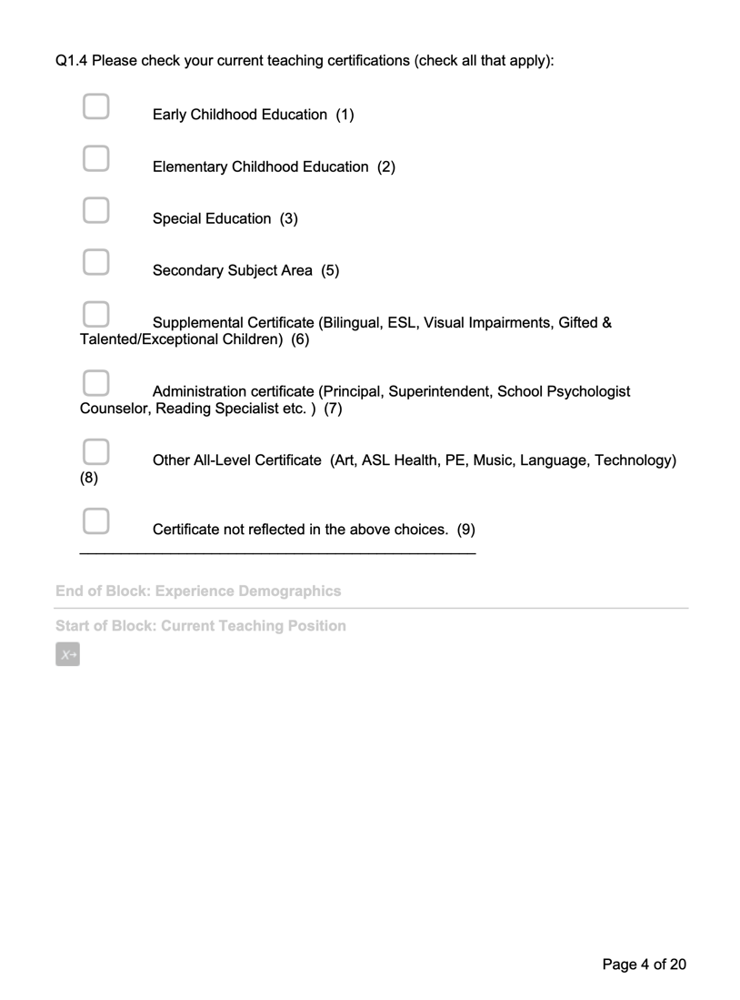 Q1.4 Please check your current teaching certifications (check all that apply):
Early Childhood Education (1)
Elementary Childhood Education (2)
Special Education (3)
Secondary Subject Area (5)
Supplemental Certificate (Bilingual, ESL, Visual Impairments, Gifted &
Talented/Exceptional Children) (6)
Administration certificate (Principal, Superintendent, School Psychologist
Counselor, Reading Specialist etc. ) (7)
Other All-Level Certificate (Art, ASL Health, PE, Music, Language, Technology)
(8)
Certificate not reflected in the above choices. (9)
End of Block: Experience Demographics
Start of Block: Current Teaching Position
X→
Page 4 of 20